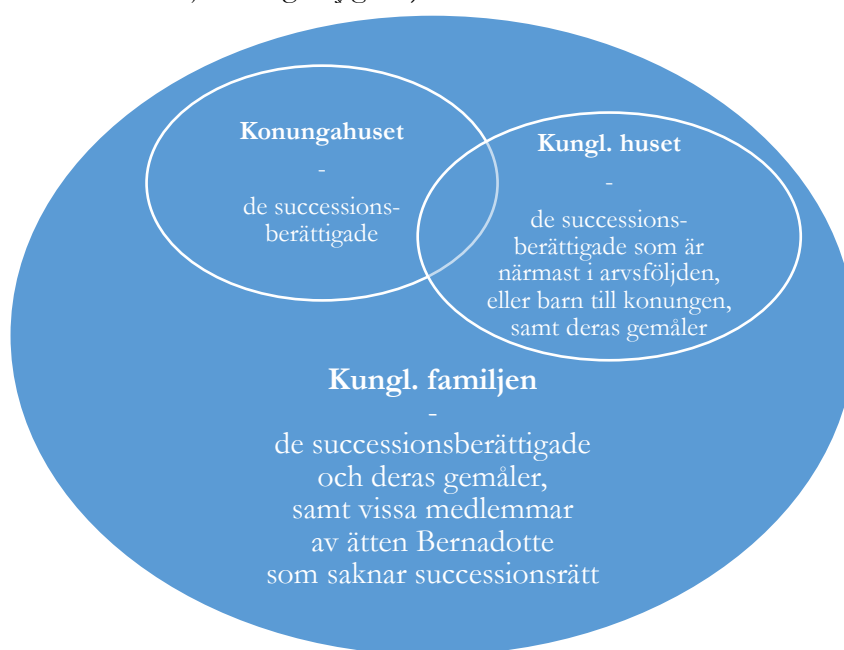 Konungahuset
-
de successions-
berättigade
Kungl. huset
-
de successions-
berättigade som är
närmast i arvsföljden,
eller barn till konungen,
samt deras gemåler
Kungl. familjen
-
de successionsberättigade
och deras gemåler,
samt vissa medlemmar
av ätten Bernadotte
som saknar successionsrätt